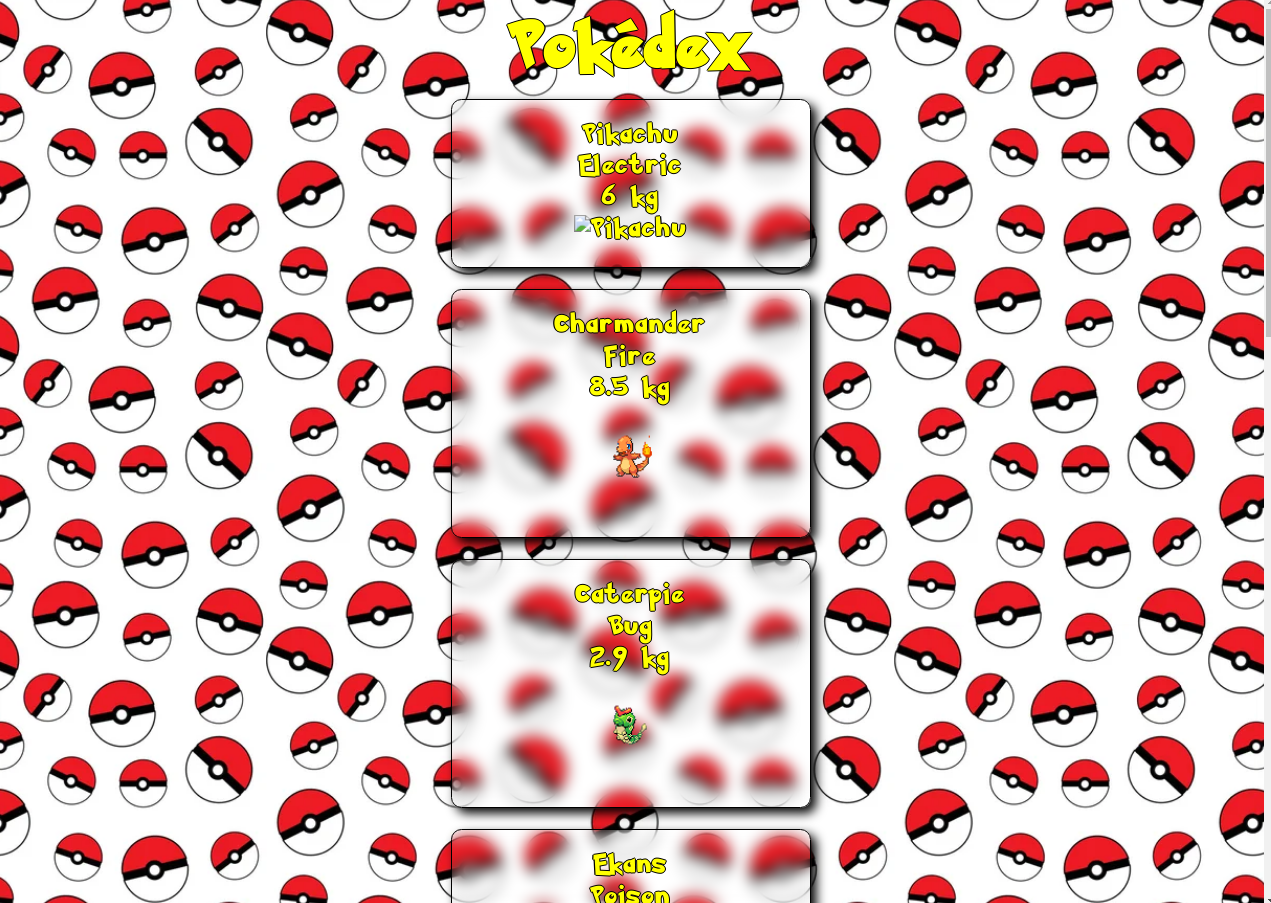 Pokédex
Pikachu
Electric
6 kg
Pikachu
Charmander
Fire
8.5 kg
Caterpie
Bug
2.9 kg
Ekans
Poison